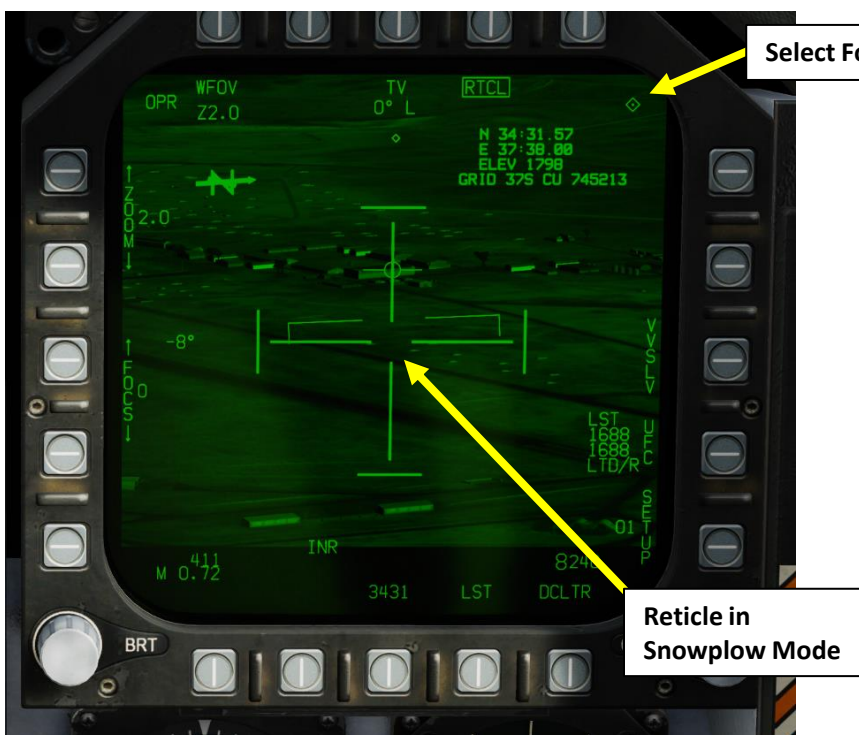 Select Fo
WFOV
TV
RTCL
OPR
Z2.0
0° L
N 34:31.57
E 37:38.00
ELEV 1798
GRID 37S CU 745213
↑ZOOM↓
2.0
-8°
↑FOCS↓
0
VVSLV
LST
1688
1688
LTD/R
UFC
SETUP
01
INR
411
M 0.72
824
3431
LST
DCLTR
Reticle in
Snowplow Mode
BRT